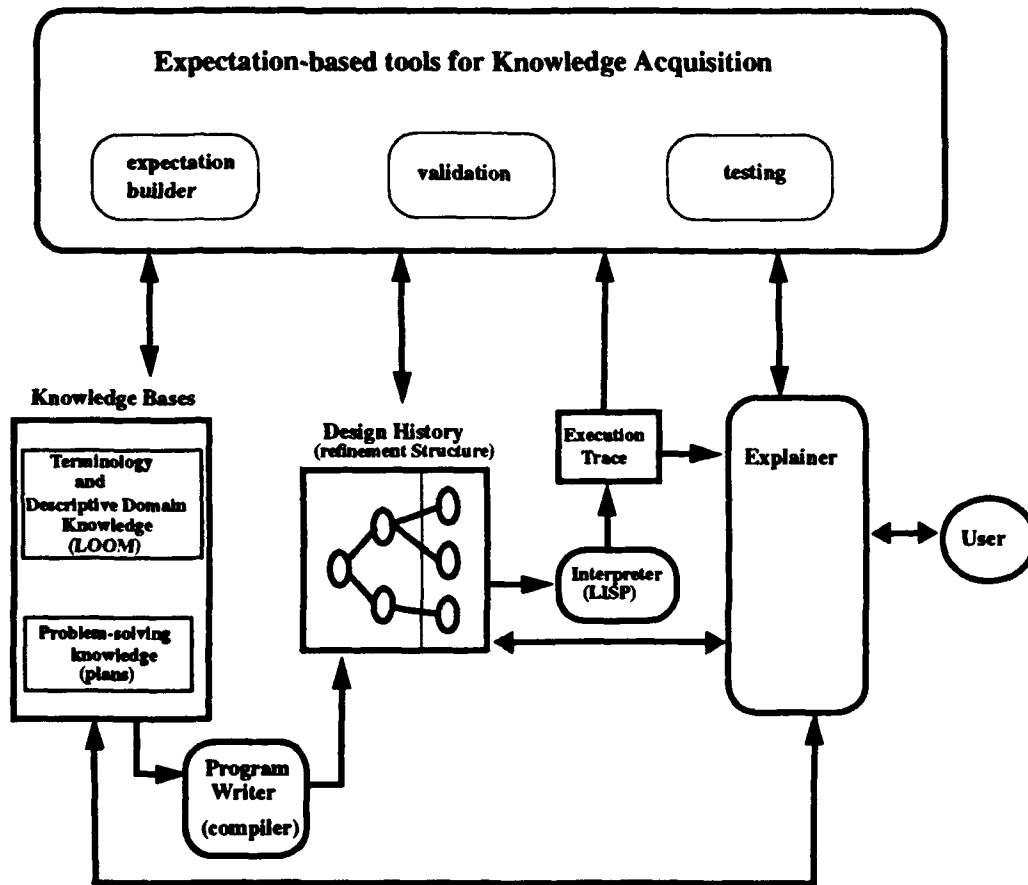 Expectation-based tools for Knowledge Acquisition
expectation
builder
validation
testing
Knowledge Bases
Terminology
and
Descriptive Domain
Knowledge
(LOOM)
Problem-solving
knowledge
(plans)
Program
Writer
(compiler)
Design History
(refinement Structure)
Interpreter
(LISP)
Execution
Trace
Explainer
User